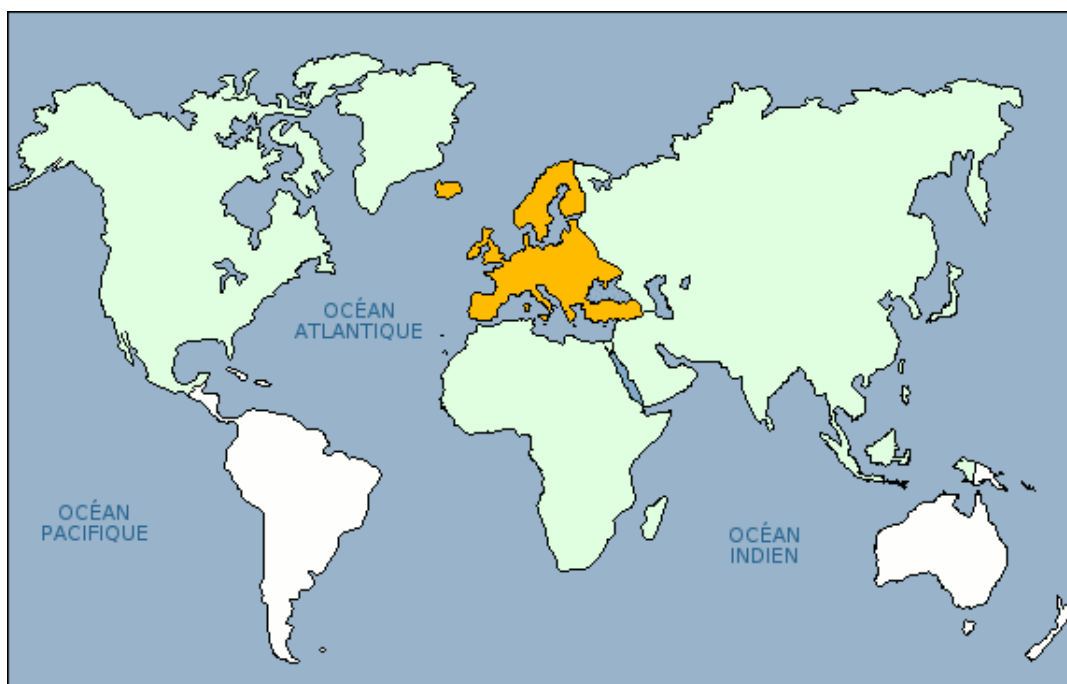 OCÉAN
ATLANTIQUE
OCÉAN
PACIFIQUE
OCÉAN
INDIEN